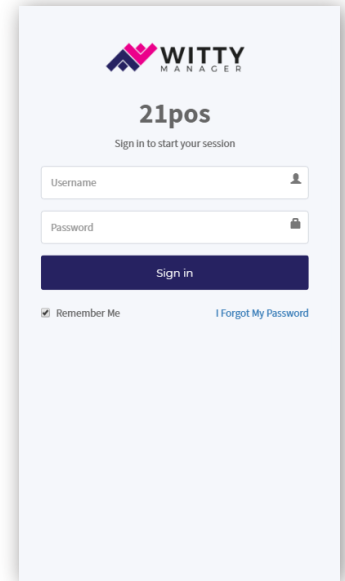 WITTY
MANAGER
21pos
Sign in to start your session
Username
Password
Sign in
Remember Me I Forgot My Password